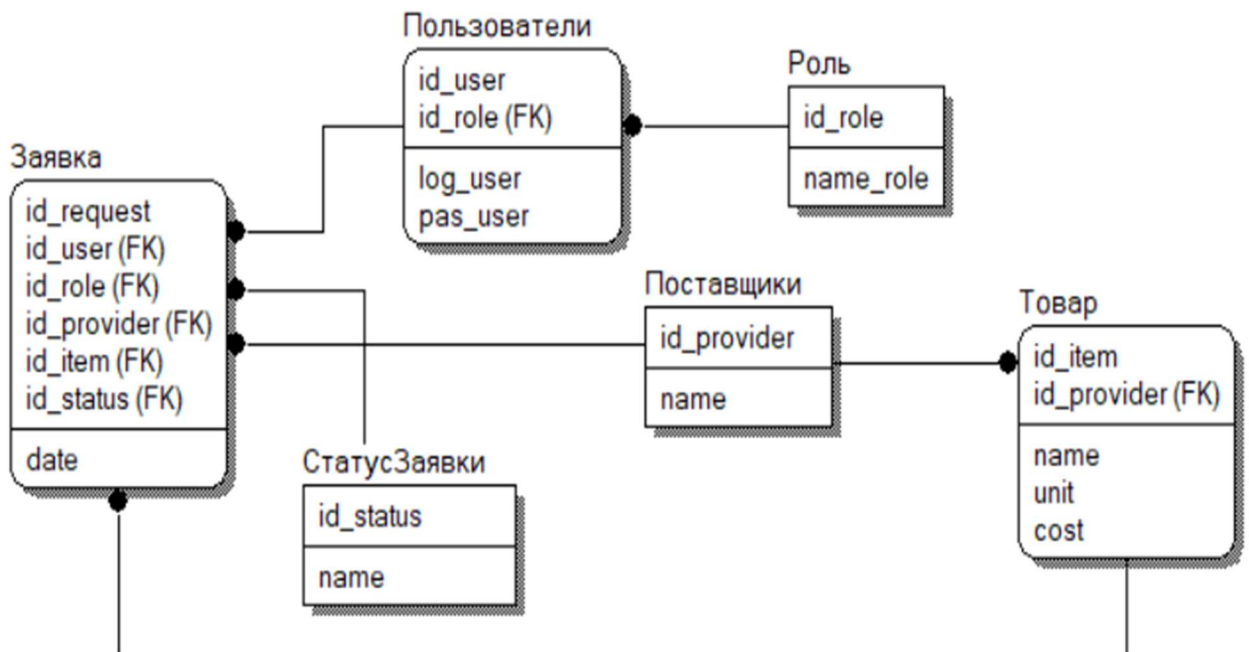 Пользователи
id_user
id_role (FK)
log_user
pas_user
Роль
id_role
name_role
Заявка
id_request
id_user (FK)
id_role (FK)
id_provider (FK)
id_item (FK)
id_status (FK)
date
Поставщики
id_provider
name
Товар
id_item
id_provider (FK)
name
unit
cost
СтатусЗаявки
id_status
name